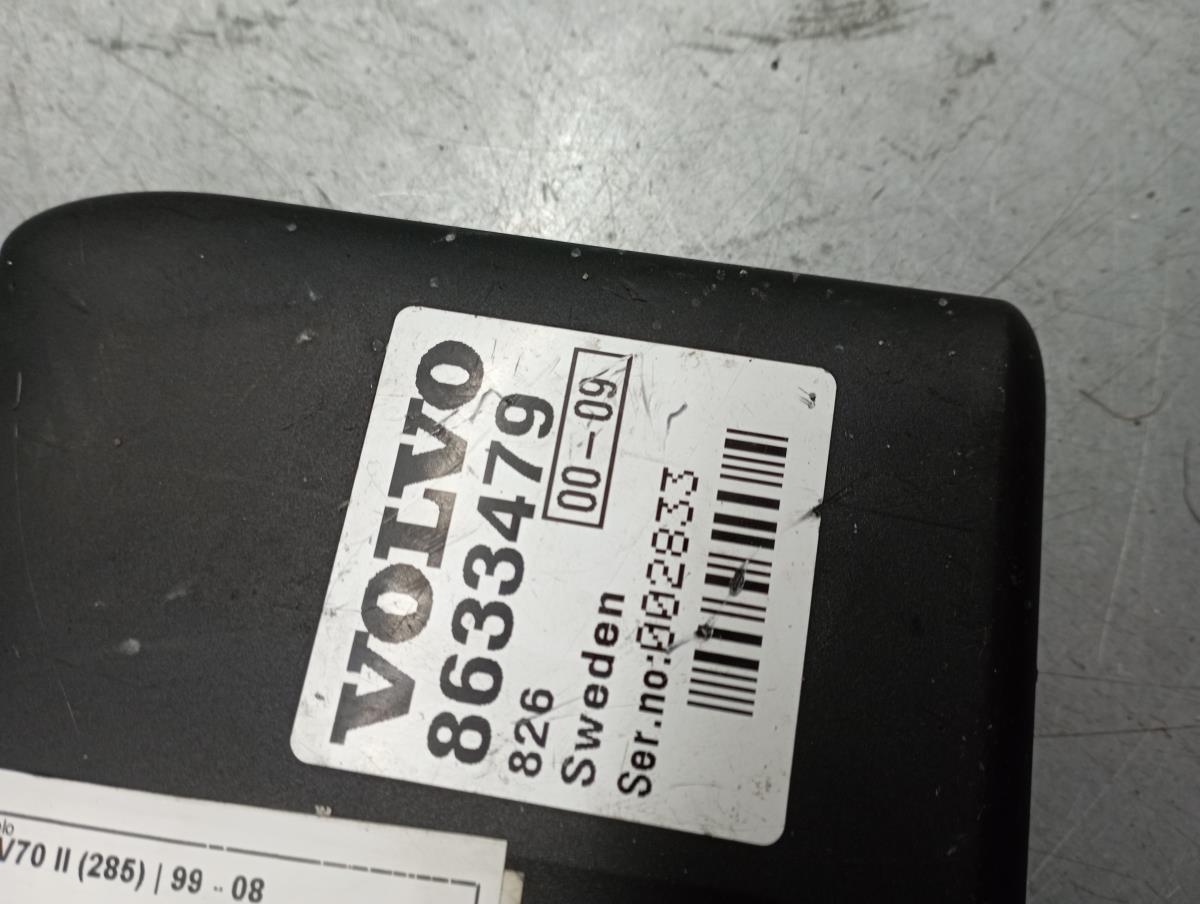 VOLVO
8633479
826
00-09
Sweden
Ser.no:002833
V70 II (285) | 99 - 08